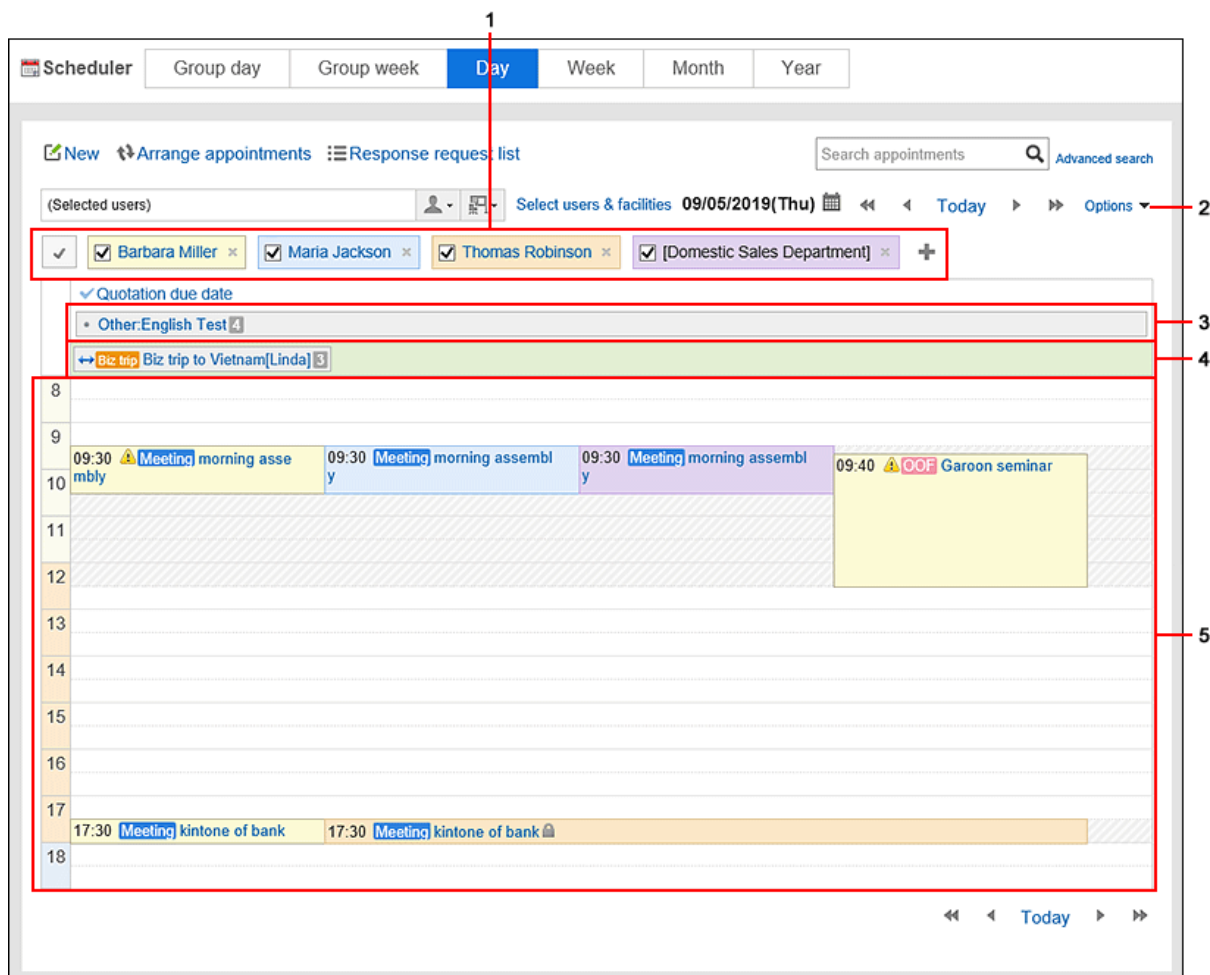 1
Scheduler Group day Group week Day Week Month Year
New Arrange appointments Response request list Search appointments Advanced search
(Selected users) Select users & facilities 09/05/2019(Thu) Today Options 2
Barbara Miller × Maria Jackson × Thomas Robinson × [Domestic Sales Department] ×
Quotation due date
Other:English Test 4 3
Biz trip Biz trip to Vietnam[Linda] 3 4
8
9
09:30 Meeting morning asse
mbly
09:30 Meeting morning assembl
y
09:30 Meeting morning assembl
y
09:40 OOF Garoon seminar
10
11
12
13
5
14
15
16
17
17:30 Meeting kintone of bank 17:30 Meeting kintone of bank
18
Today